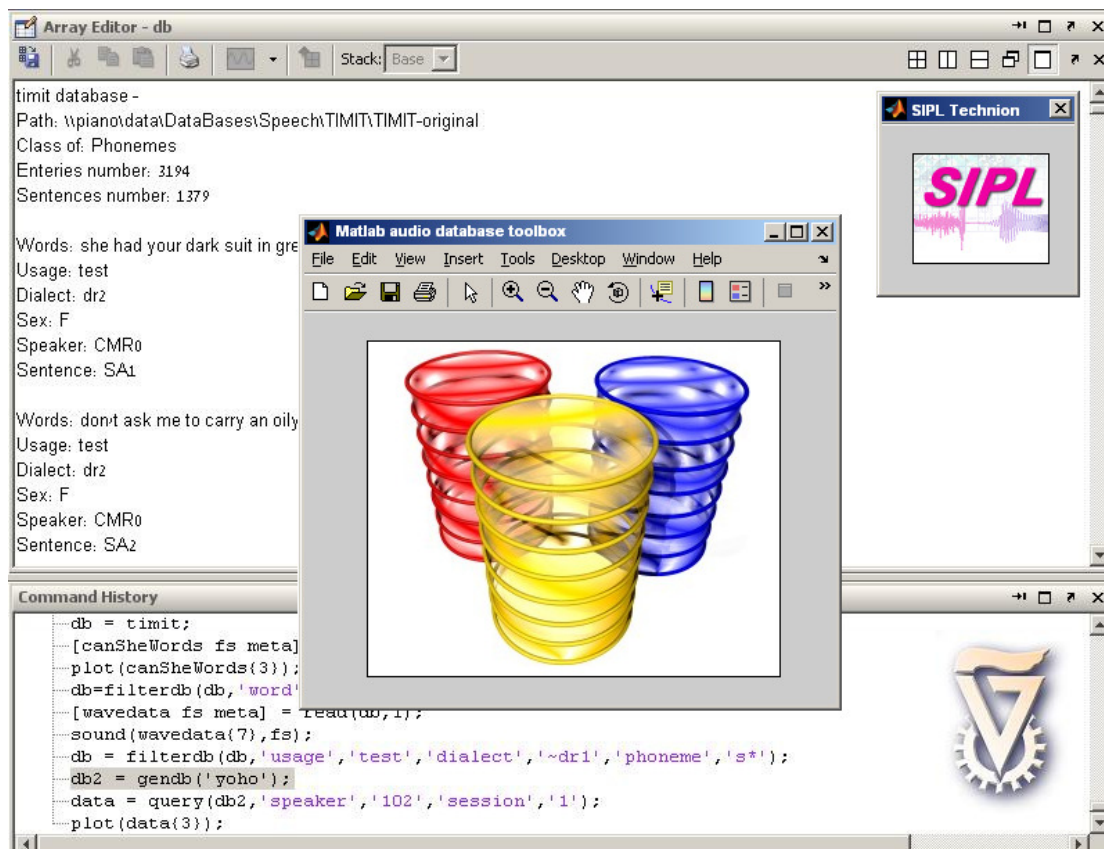 Array Editor - db
Stack: Base
timit database -
Path: \\piano\data\DataBases\Speech\TIMIT\TIMIT-original
Class of: Phonemes
Enteries number: 3194
Sentences number: 1379
Words: she had your dark suit in gre
Usage: test
Dialect: dr2
Sex: F
Speaker: CMR0
Sentence: SA1
Words: don't ask me to carry an oily
Usage: test
Dialect: dr2
Sex: F
Speaker: CMR0
Sentence: SA2
SIPL Technion
SIPL
Matlab audio database toolbox
File Edit View Insert Tools Desktop Window Help
Command History
db = timit;
[canSheWords fs meta]
plot(canSheWords{3});
db=filterdb(db,'word'
[wavedata fs meta] = read(db,1);
sound(wavedata{7},fs);
db = filterdb(db,'usage','test','dialect','~dr1','phoneme','s*');
db2 = gendb('yoho');
data = query(db2,'speaker','102','session','1');
plot(data{3});